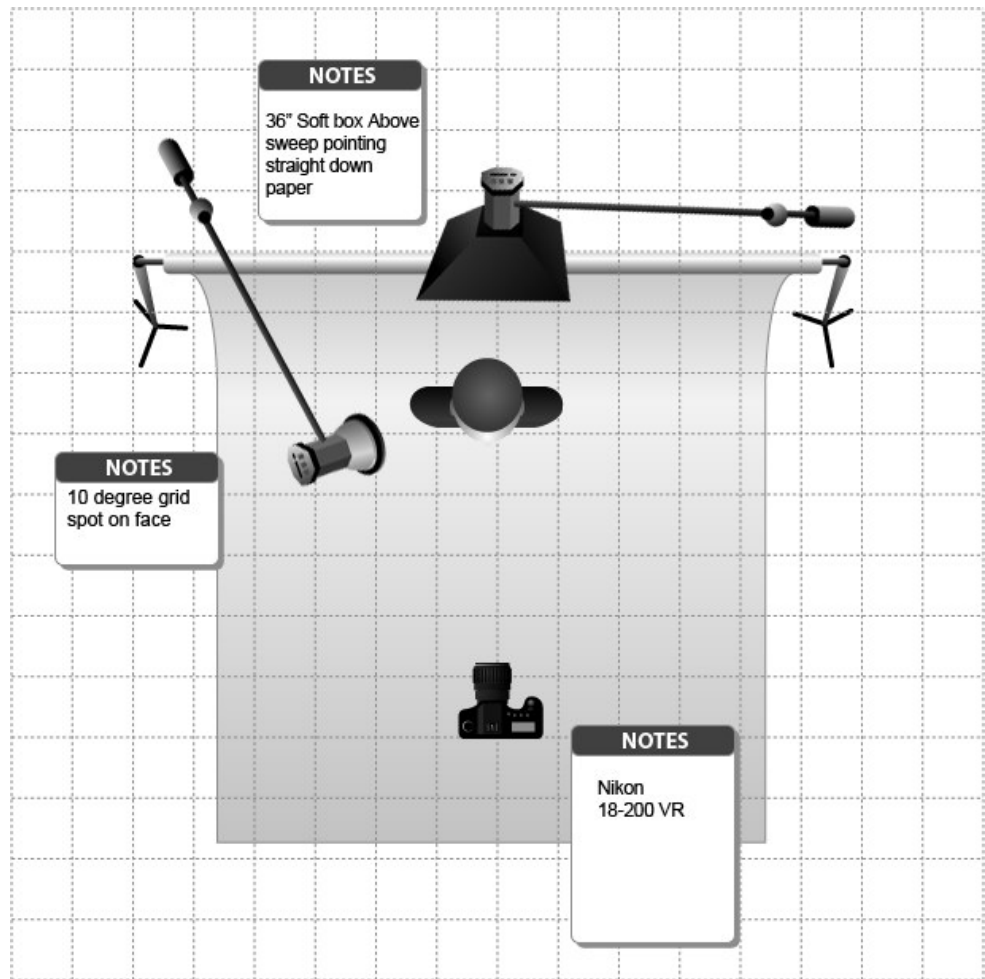 NOTES
36” Soft box Above
sweep pointing
straight down
paper
NOTES
10 degree grid
spot on face
NOTES
Nikon
18-200 VR